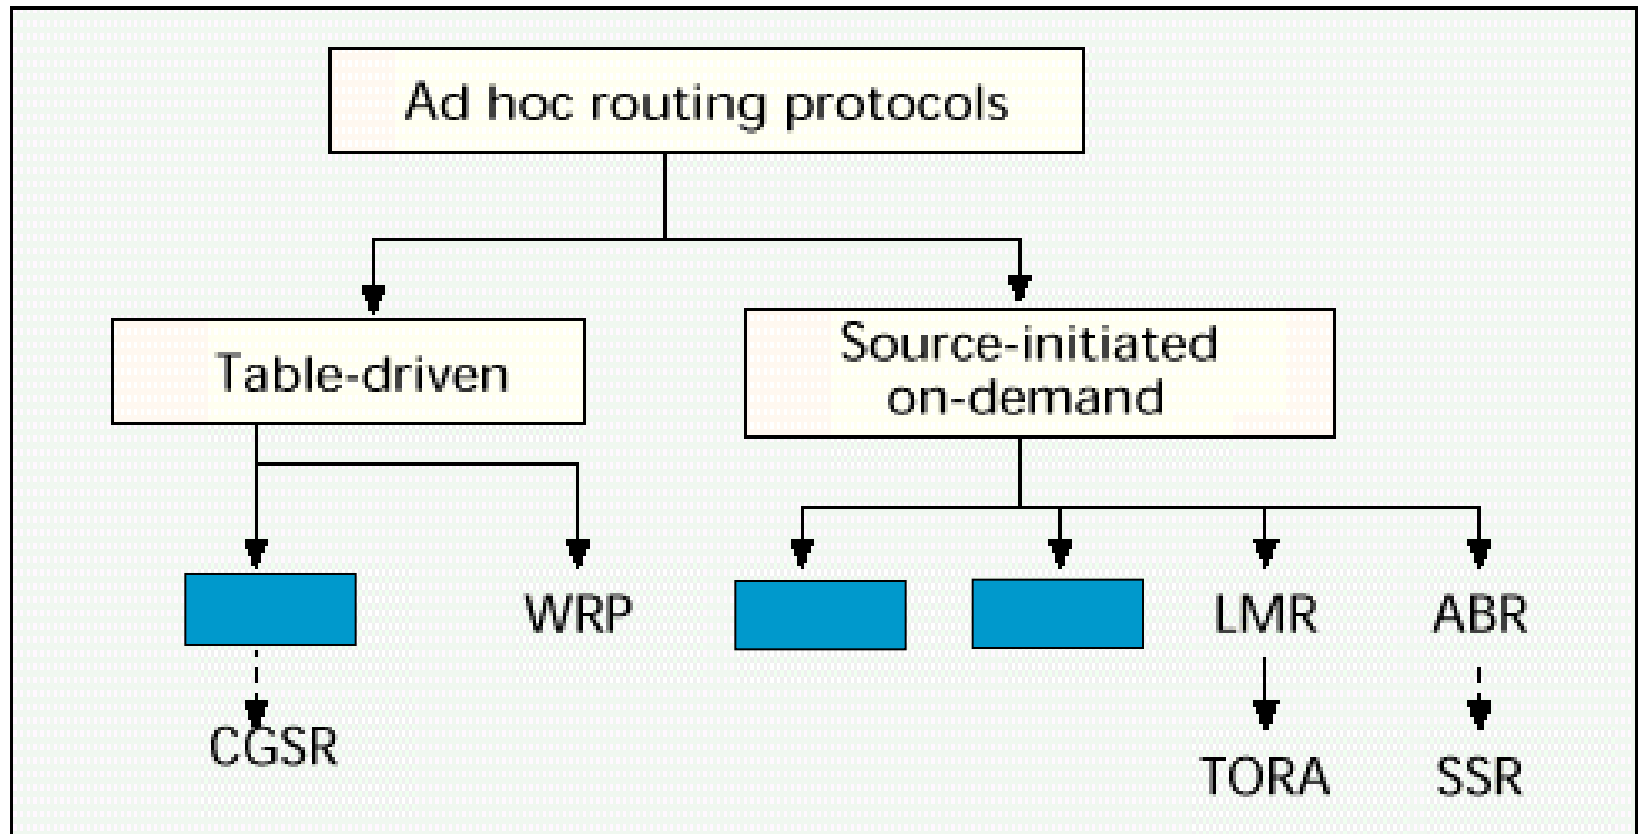 Ad hoc routing protocols
Table-driven
Source-initiated
on-demand
WRP
LMR
ABR
CGSR
TORA
SSR